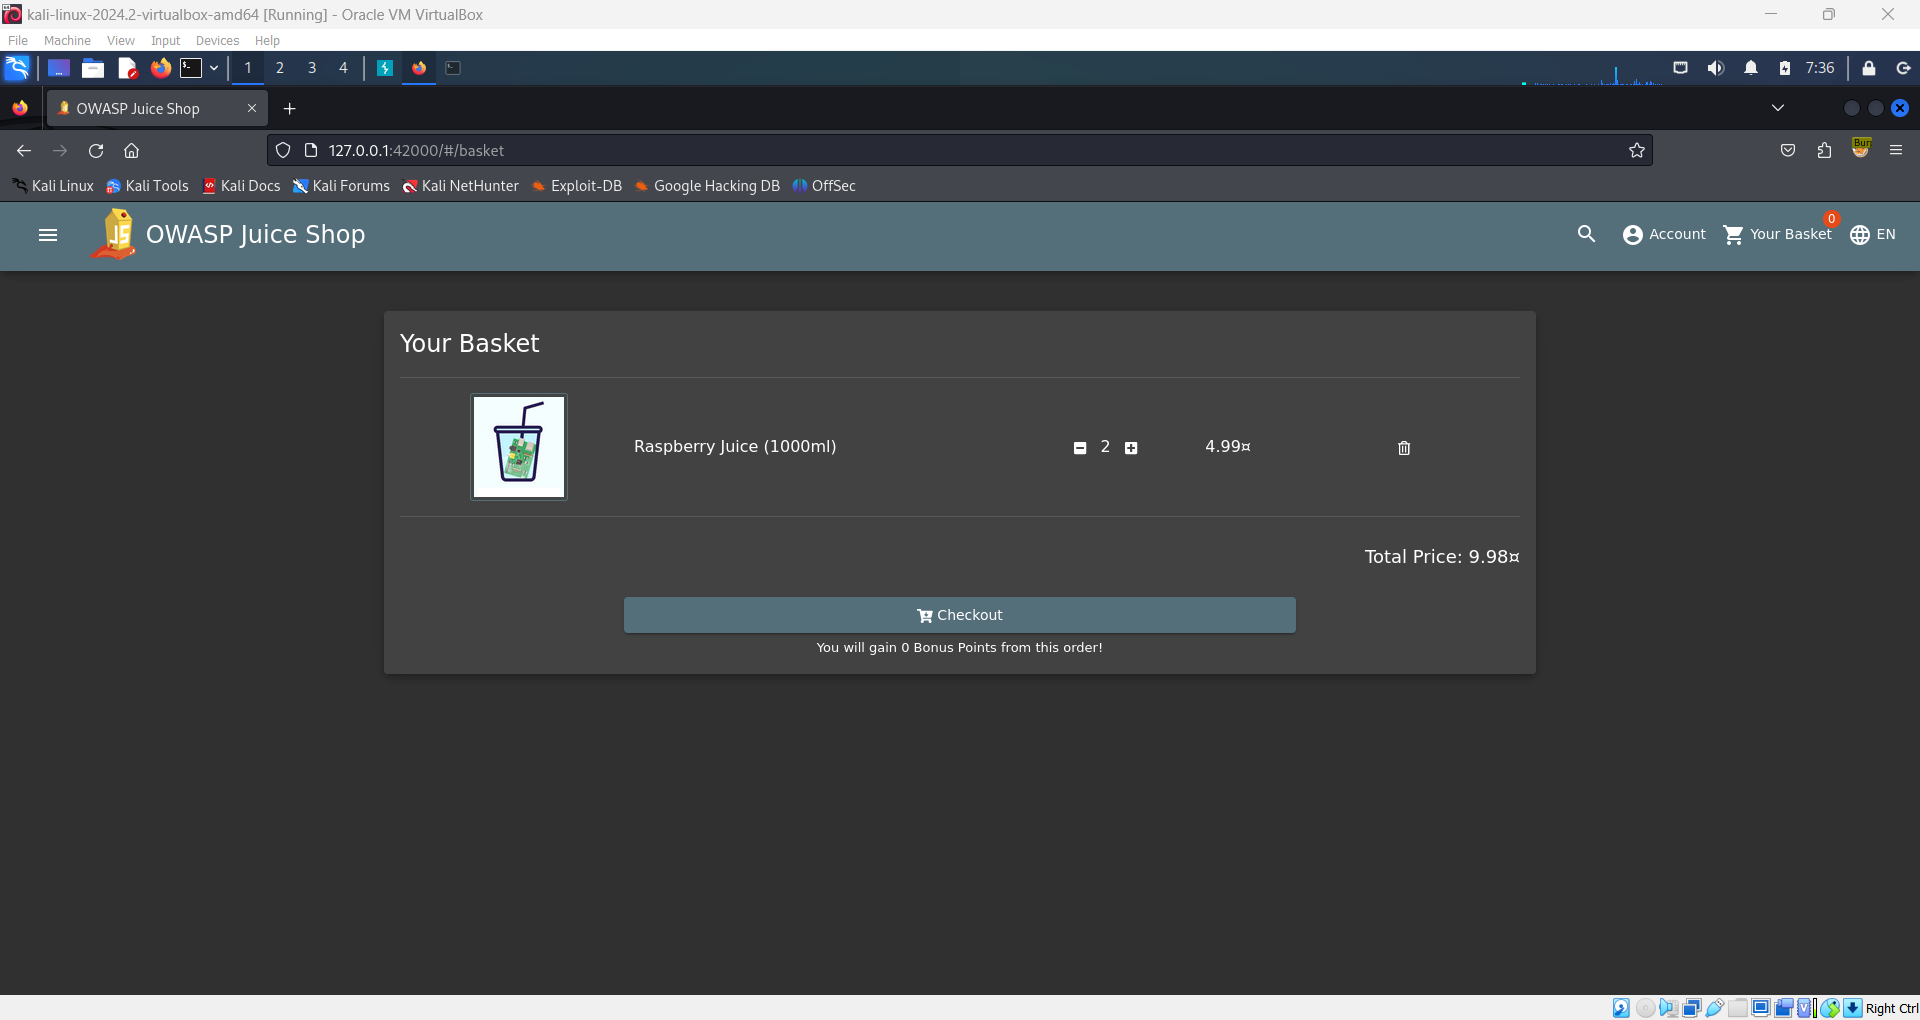 kali-linux-2024.2-virtualbox-amd64 [Running] - Oracle VM VirtualBox
File Machine View Input Devices Help
1 2 3 4 7:36
OWASP Juice Shop
127.0.0.1:42000/#/basket
Kali Linux Kali Tools Kali Docs Kali Forums Kali NetHunter Exploit-DB Google Hacking DB OffSec
JS OWASP Juice Shop Account Your Basket 0 EN
Your Basket
Raspberry Juice (1000ml) 2 4.99¤
Total Price: 9.98¤
Checkout
You will gain 0 Bonus Points from this order!
Right Ctrl